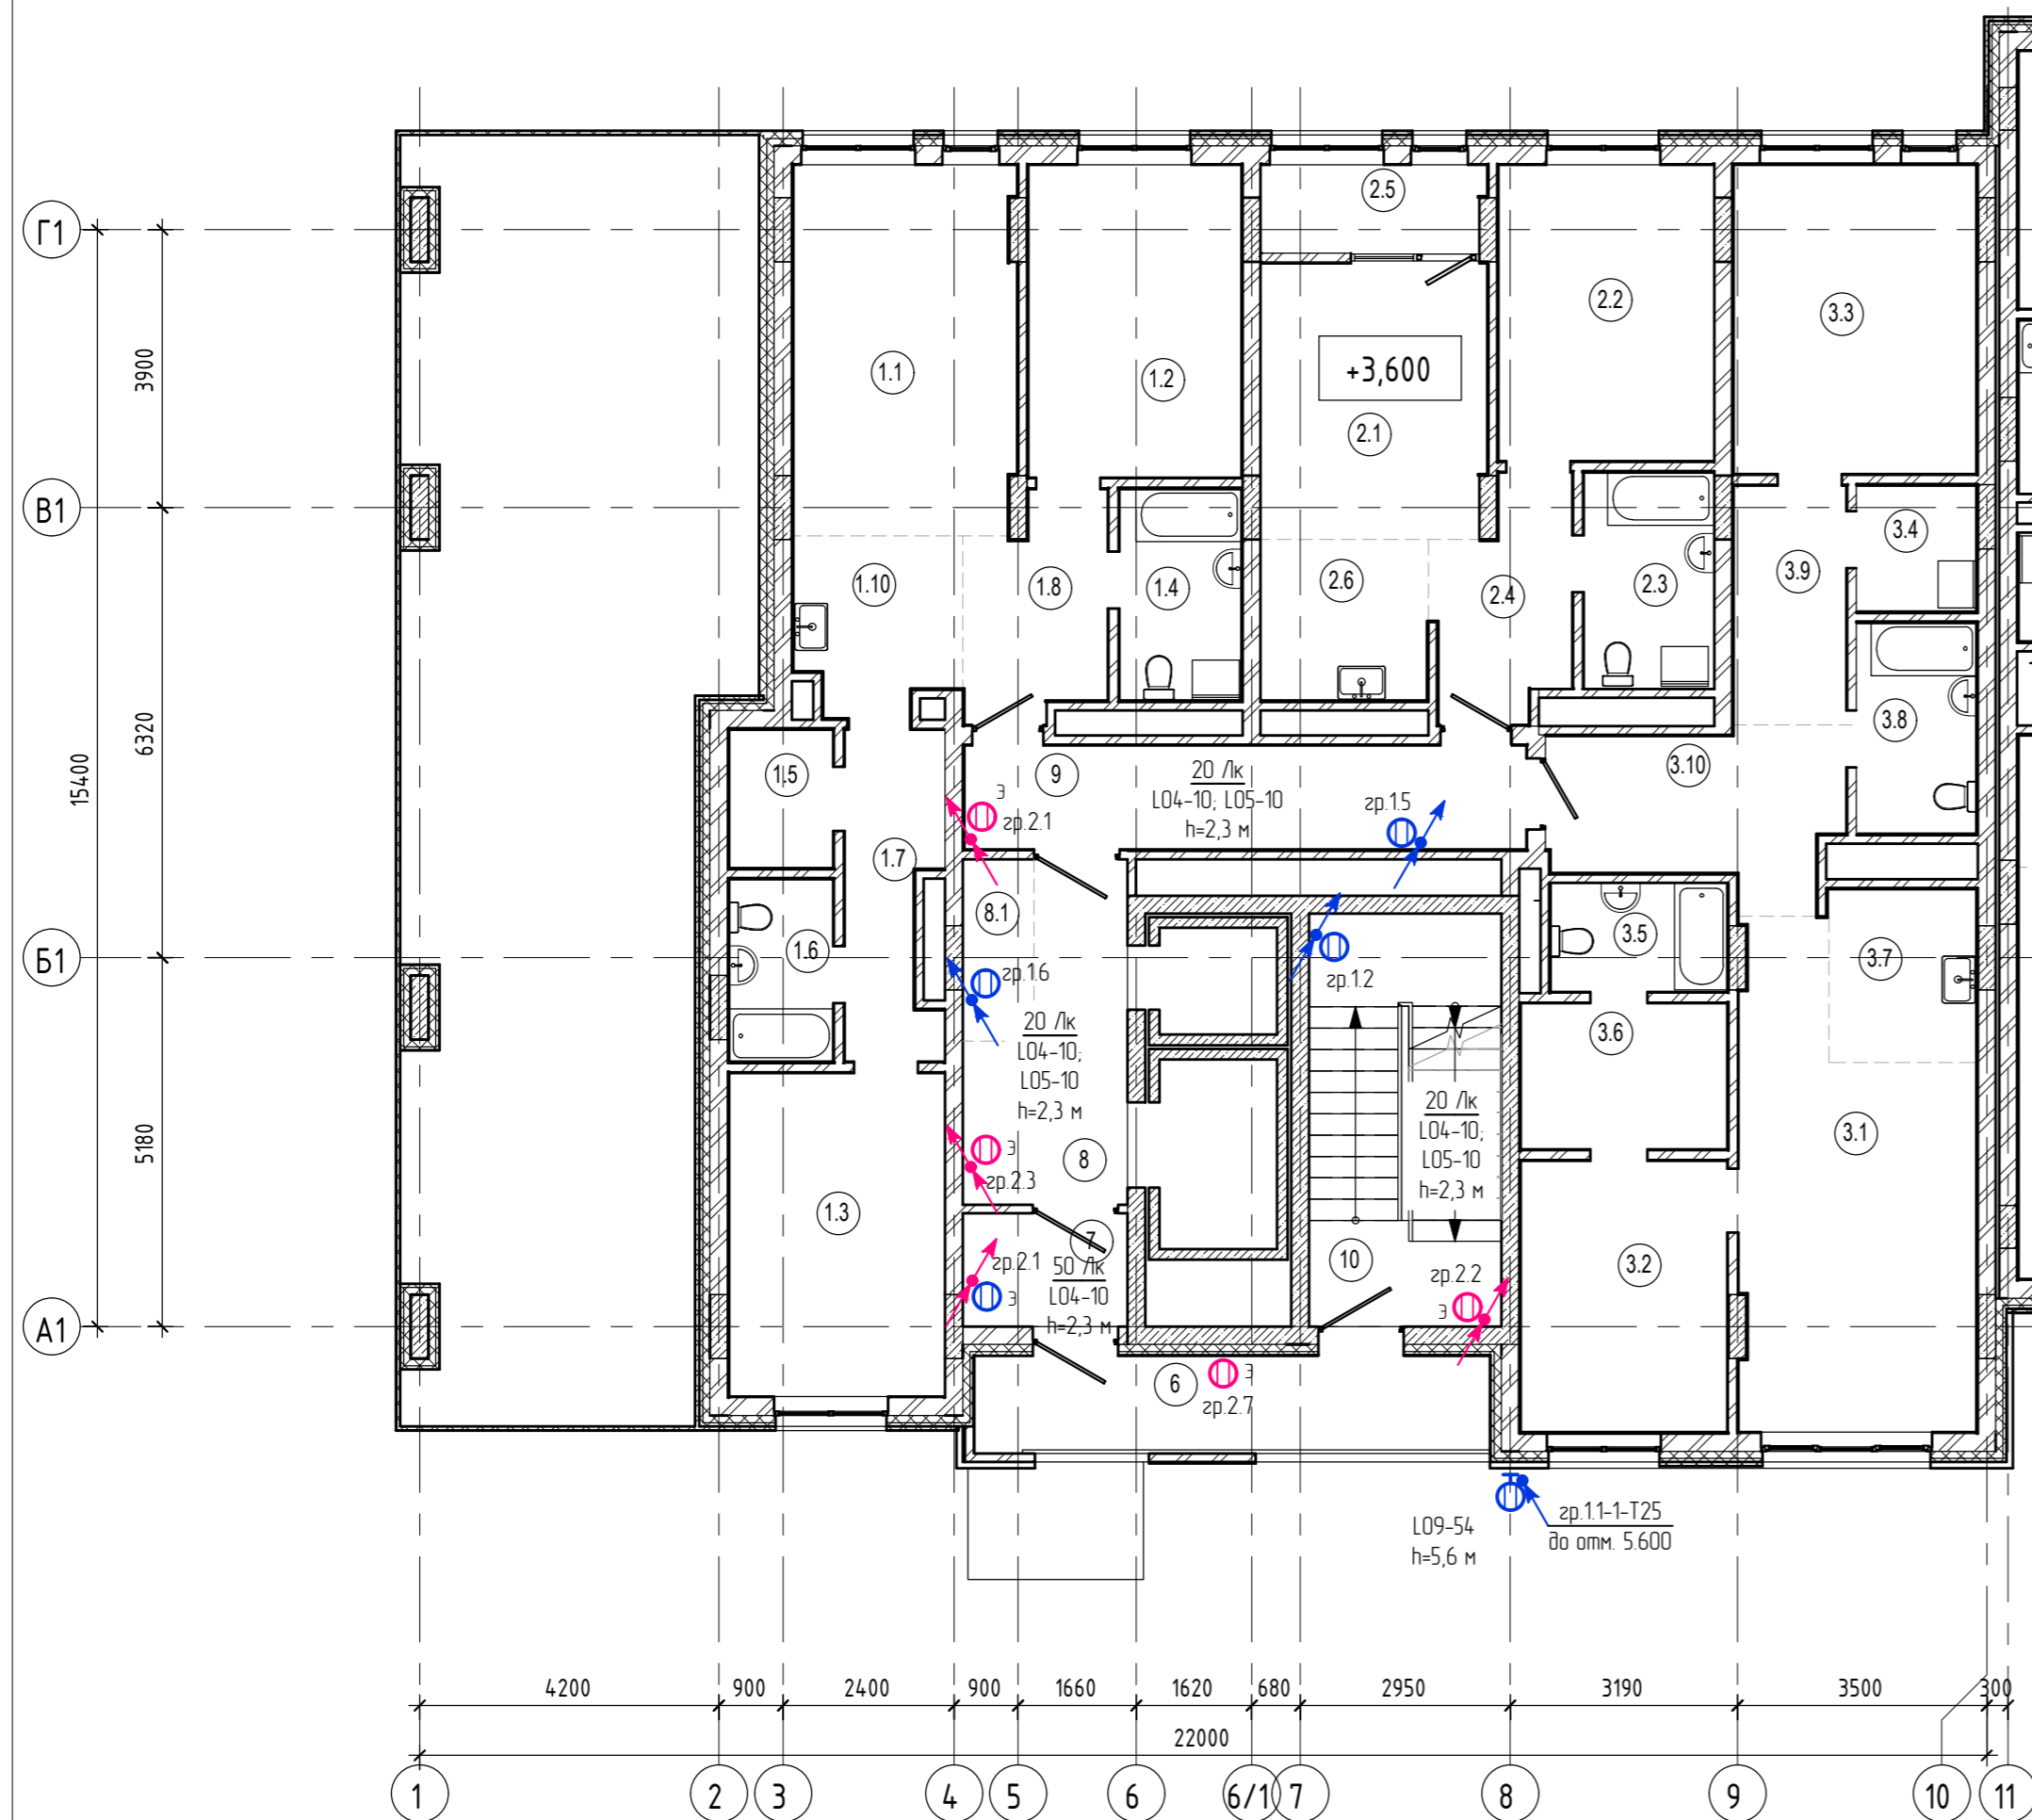 Г1
В1
Б1
А1
3900
6320
5180
15400
2.5
2.2
3.3
1.1
1.2
+3,600
2.1
3.4
1.10
1.8
1.4
2.6
2.4
2.3
3.9
3.8
1.5
9
20 Лк
L04-10; L05-10
h=2,3 м
3.10
э
гр.2.1
гр.1.5
1.7
8.1
1.6
гр.1.6
гр.1.2
3.5
3.7
20 Лк
L04-10;
L05-10
h=2,3 м
3.6
20 Лк
L04-10;
L05-10
h=2,3 м
3.1
8
э
гр.2.3
1.3
7
гр.2.1
э
50 Лк
L04-10
h=2,3 м
10
гр.2.2
э
3.2
6
э
гр.2.7
L09-54
h=5,6 м
гр.1.1-1-Т25
до отм. 5.600
4200
900
2400
900
1660
1620
680
2950
3190
3500
300
22000
1
2
3
4
5
6
6/1
7
8
9
10
11